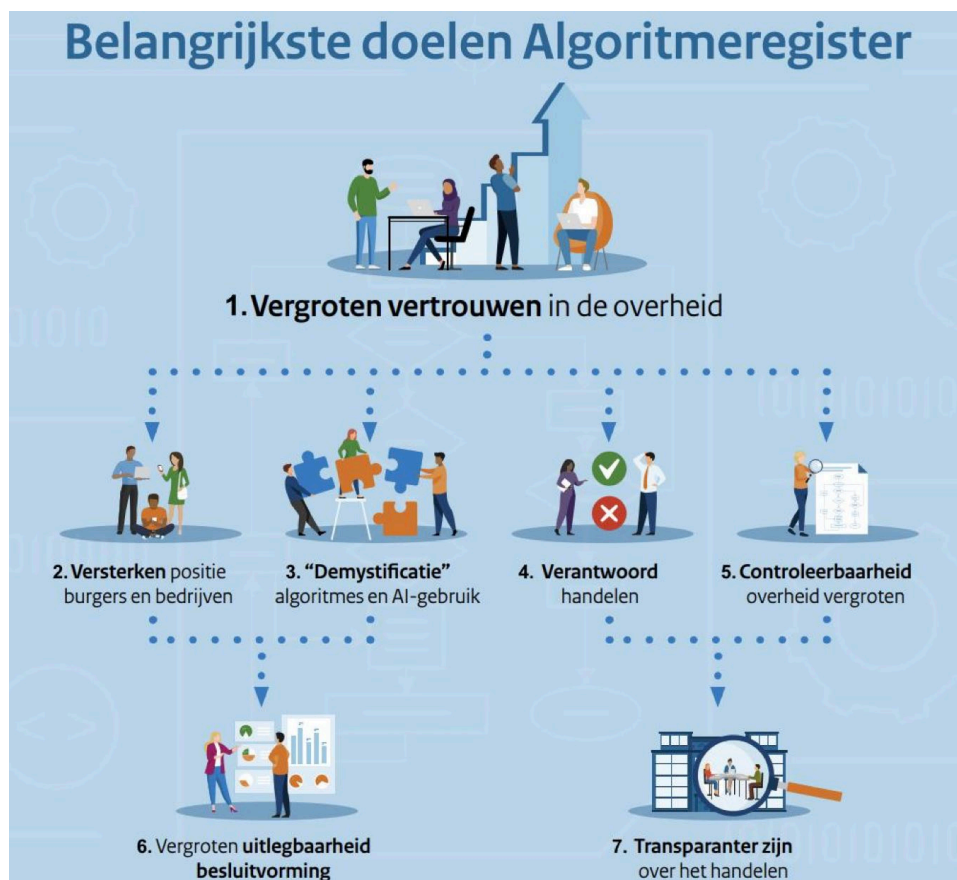 Belangrijkste doelen Algoritmeregister
1. Vergroten vertrouwen in de overheid
2. Versterken positie
burgers en bedrijven
3. “Demystificatie”
algoritmes en AI-gebruik
4. Verantwoord
handelen
5. Controleerbaarheid
overheid vergroten
6. Vergroten uitlegbaarheid
besluitvorming
7. Transparanter zijn
over het handelen